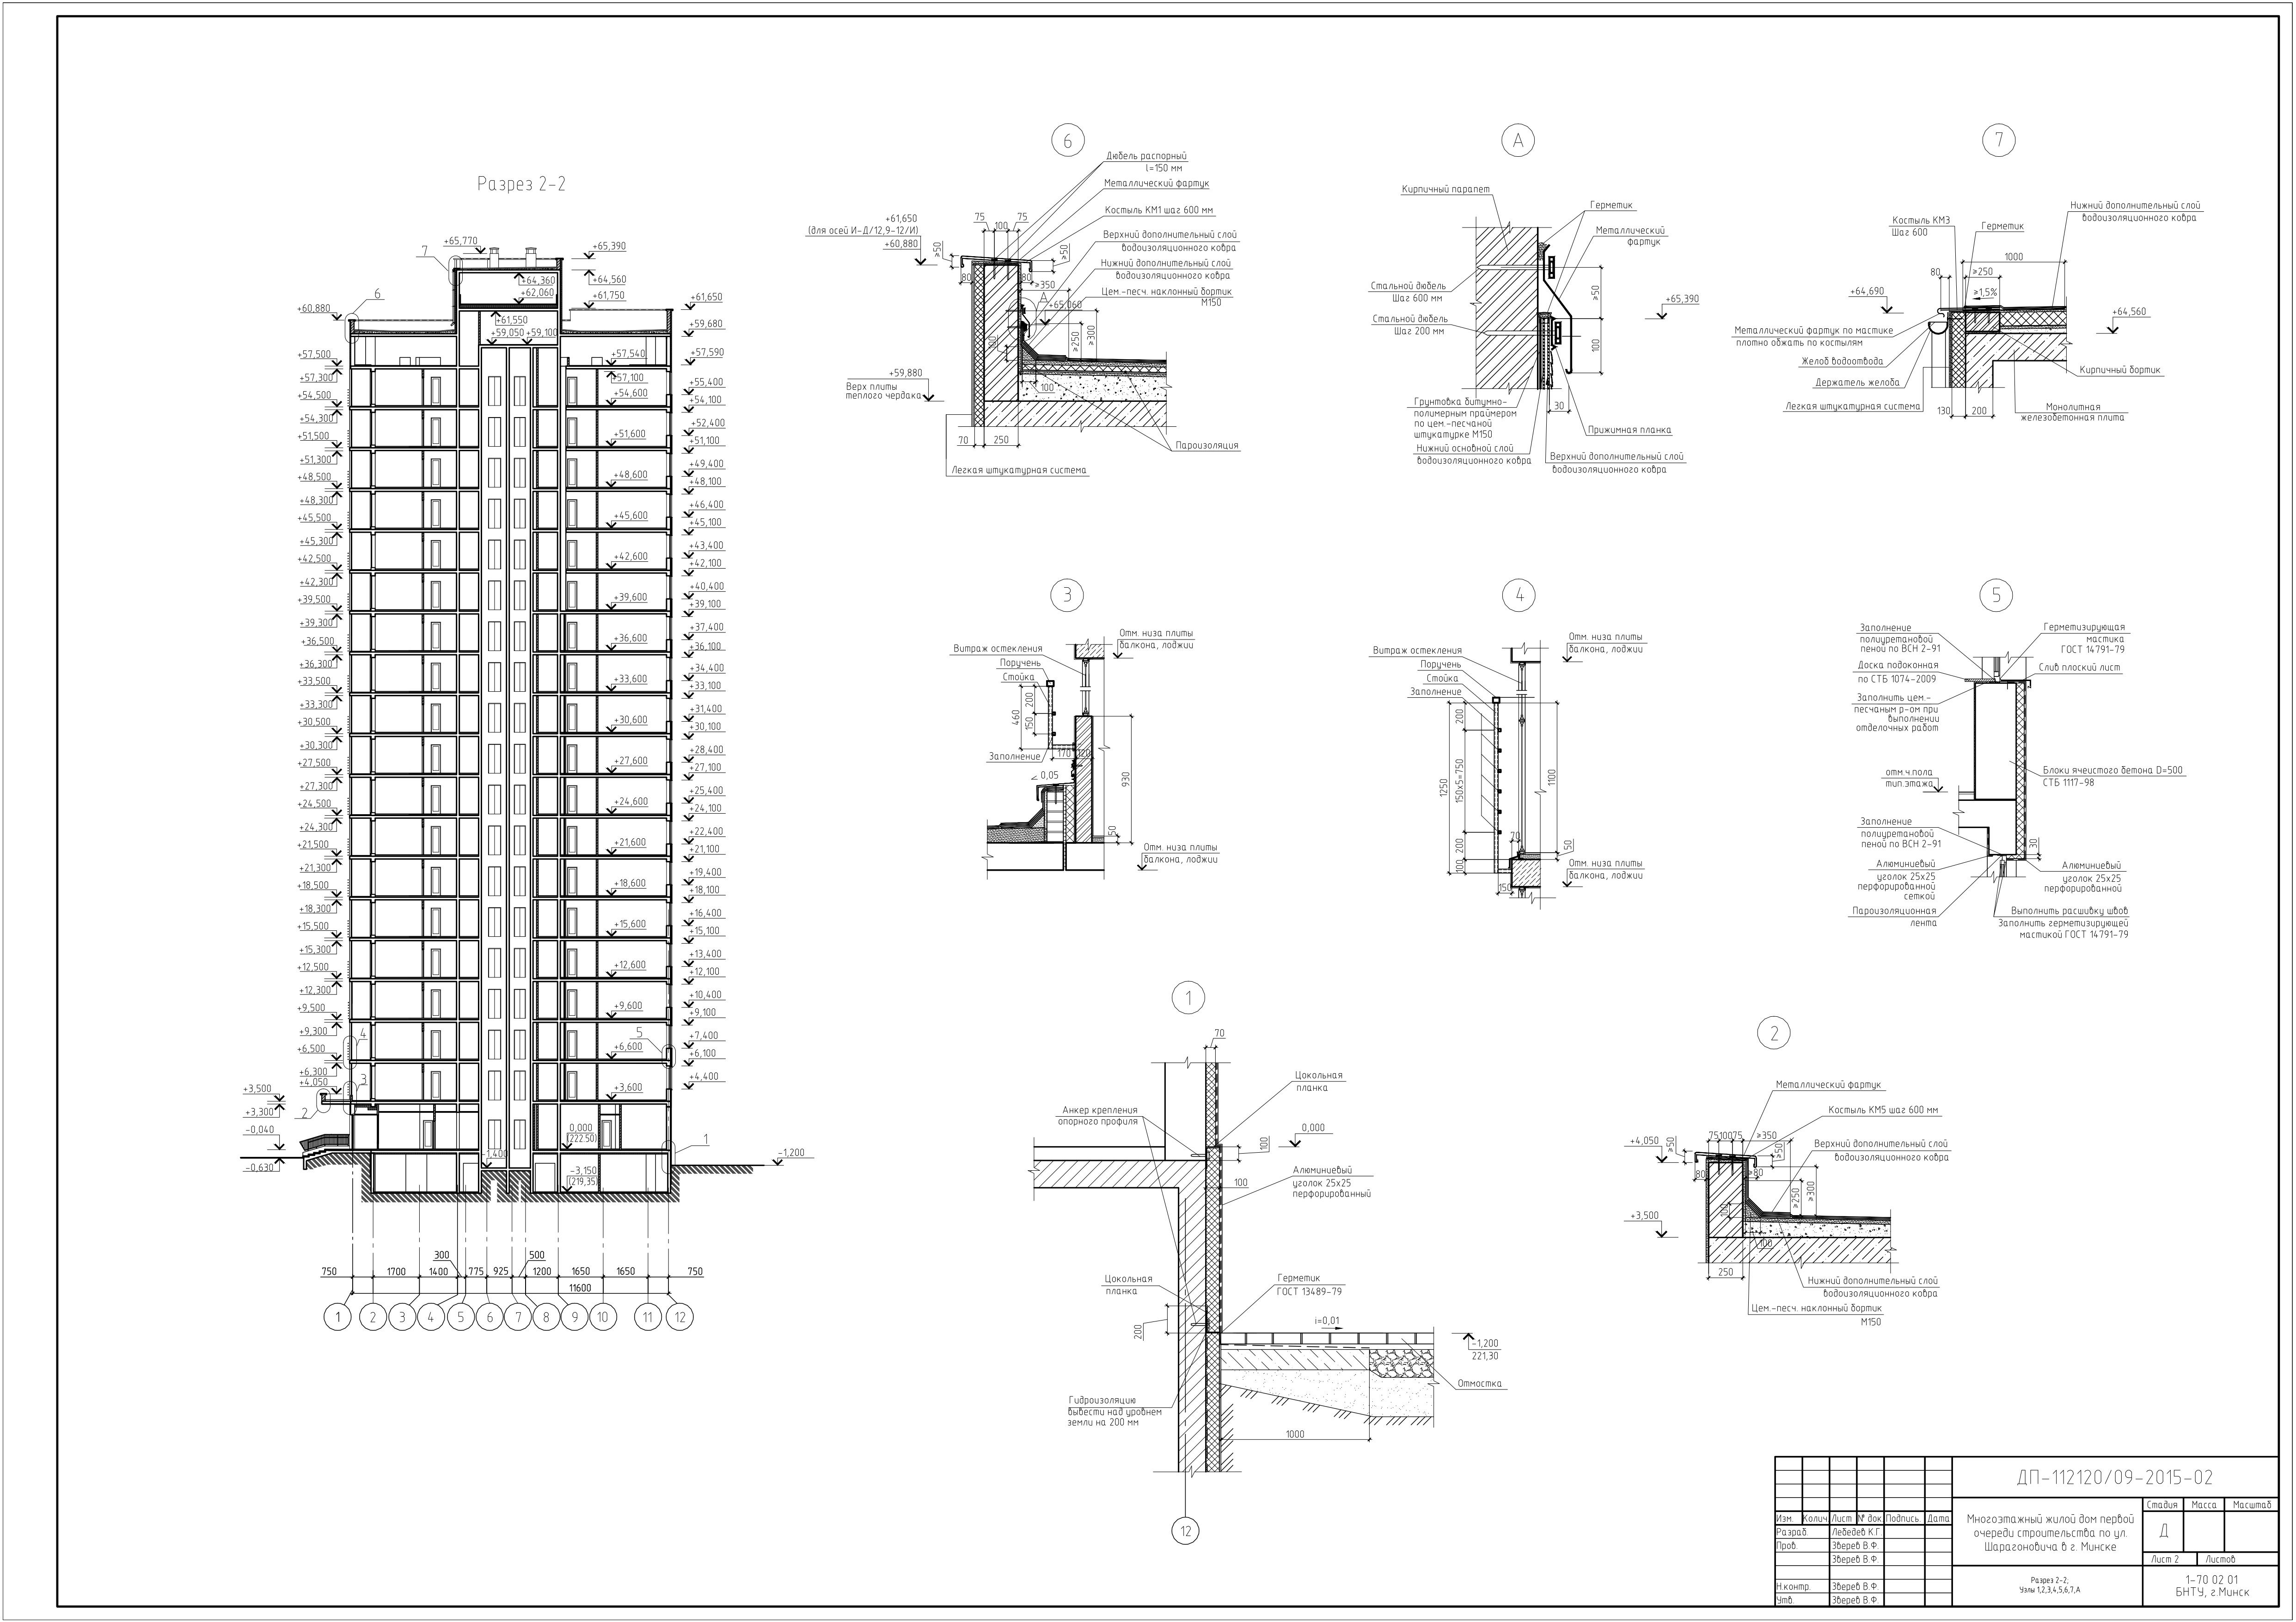 Разрез 2-2
7
+65,770
+65,390
+64,360
+64,560
+62,060
+61,750
6
+60,880
+61,650
+61,550
+59,050
+59,100
+59,680
+57,500
+57,540
+57,590
+57,300
+57,100
+55,400
+54,500
+54,600
+54,100
+54,300
+52,400
+51,500
+51,600
+51,100
+51,300
+49,400
+48,500
+48,600
+48,100
+48,300
+46,400
+45,500
+45,600
+45,100
+45,300
+43,400
+42,500
+42,600
+42,100
+42,300
+40,400
+39,500
+39,600
+39,100
+39,300
+37,400
+36,500
+36,600
+36,100
+36,300
+34,400
+33,500
+33,600
+33,100
+33,300
+31,400
+30,500
+30,600
+30,100
+30,300
+28,400
+27,500
+27,600
+27,100
+27,300
+25,400
+24,500
+24,600
+24,100
+24,300
+22,400
+21,500
+21,600
+21,100
+21,300
+19,400
+18,500
+18,600
+18,100
+18,300
+16,400
+15,500
+15,600
+15,100
+15,300
+13,400
+12,500
+12,600
+12,100
+12,300
+10,400
+9,500
+9,600
+9,100
+9,300
4
5
+7,400
+6,500
+6,600
+6,100
+6,300
3
+4,400
+4,050
+3,500
+3,600
+3,300
2
-0,040
0,000
(222.50)
1
-1,400
-0,630
-1,200
-3,150
(219,35)
300
500
750
1700
1400
775
925
1200
1650
1650
750
11600
1
2
3
4
5
6
7
8
9
10
11
12
6
Дюбель распорный
l=150 мм
Металлический фартук
Костыль КМ1 шаг 600 мм
Верхний дополнительный слой
водоизоляционного ковра
Нижний дополнительный слой
водоизоляционного ковра
Цем.-песч. наклонный бортик
М150
+61,650
(для осей И-Д/12,9-12/И)
+60,880
75
100
75
≥50
≥50
80
80
≥350
А
+65,060
100
≥250
≥300
100
+59,880
Верх плиты
теплого чердака
70
250
Пароизоляция
Легкая штукатурная система
А
Кирпичный парапет
Герметик
Металлический
фартук
Стальной дюбель
Шаг 600 мм
Стальной дюбель
Шаг 200 мм
≥50
+65,390
100
30
Грунтовка битумно-
полимерным праймером
по цем.-песчаной
штукатурке М150
Прижимная планка
Нижний основной слой
водоизоляционного ковра
Верхний дополнительный слой
водоизоляционного ковра
7
Нижний дополнительный слой
водоизоляционного ковра
Костыль КМ3
Шаг 600
Герметик
1000
80
≥250
≥1,5%
+64,690
+64,560
Металлический фартук по мастике
плотно обжать по костылям
Желоб водоотвода
Держатель желоба
Кирпичный бортик
Легкая штукатурная система
130
200
Монолитная
железобетонная плита
3
Отм. низа плиты
балкона, лоджии
Витраж остекления
Поручень
Стойка
200
460
150
Заполнение
170
120
≤ 0,05
930
50
Отм. низа плиты
балкона, лоджии
4
Отм. низа плиты
балкона, лоджии
Витраж остекления
Поручень
Стойка
Заполнение
200
1250
150х5=750
1100
70
200
50
100
150
Отм. низа плиты
балкона, лоджии
5
Заполнение
полиуретановой
пеной по ВСН 2-91
Герметизирующая
мастика
ГОСТ 14791-79
Доска подоконная
по СТБ 1074-2009
Слив плоский лист
Заполнить цем.-
песчаным р-ом при
выполнении
отделочных работ
отм.ч.пола
тип.этажа
Блоки ячеистого бетона D=500
СТБ 1117-98
Заполнение
полиуретановой
пеной по ВСН 2-91
30
Алюминиевый
уголок 25х25
перфорированной
сеткой
Алюминиевый
уголок 25х25
перфорированной
Пароизоляционная
лента
Выполнить расшивку швов
Заполнить герметизирующей
мастикой ГОСТ 14791-79
1
70
Цокольная
планка
Анкер крепления
опорного профиля
0,000
100
100
Алюминиевый
уголок 25х25
перфорированный
Цокольная
планка
Герметик
ГОСТ 13489-79
200
i=0,01
-1,200
221,30
Отмостка
Гидроизоляцию
вывести над уровнем
земли на 200 мм
1000
12
2
Металлический фартук
Костыль КМ5 шаг 600 мм
Верхний дополнительный слой
водоизоляционного ковра
+4,050
≥50
75
100
75
≥350
≥50
80
≥80
≥250
≥300
100
100
+3,500
250
Нижний дополнительный слой
водоизоляционного ковра
Цем.-песч. наклонный бортик
М150
ДП-112120/09-2015-02
Многоэтажный жилой дом первой
очереди строительства по ул.
Шарагоновича в г. Минске
Стадия Масса Масштаб
Д
Лист 2 Листов
Изм. Колич Лист № док Подпись. Дата
Разраб. Лебедев К.Г.
Пров. Зверев В.Ф.
Зверев В.Ф.
Н.контр. Зверев В.Ф.
Утв. Зверев В.Ф.
Разрез 2-2;
Узлы 1,2,3,4,5,6,7,А
1-70 02 01
БНТУ, г.Минск